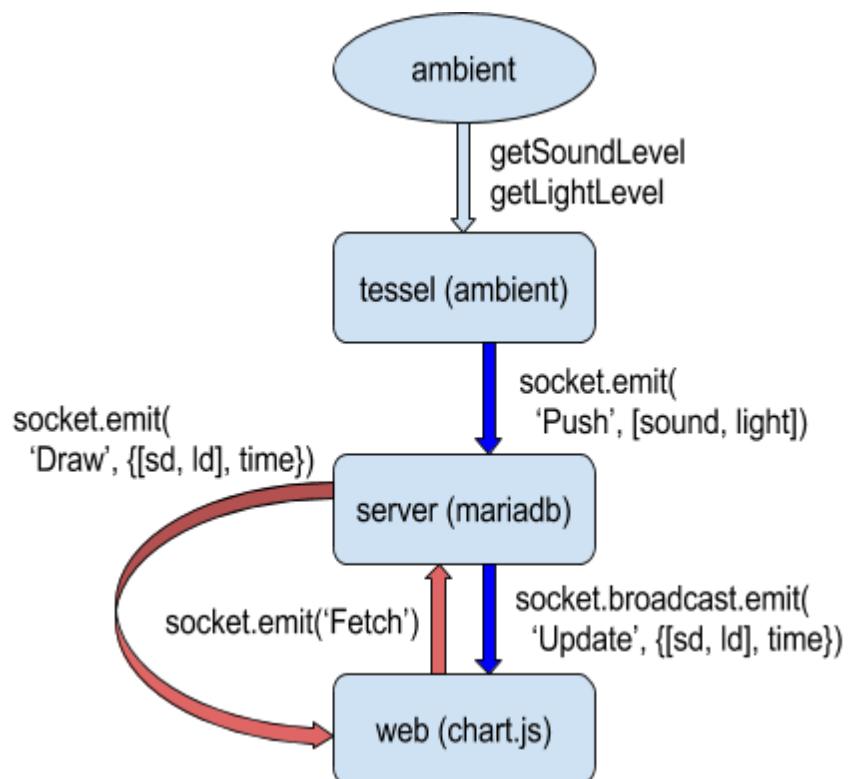 ambient
getSoundLevel
getLightLevel
tessel (ambient)
socket.emit(
‘Push’, [sound, light])
socket.emit(
‘Draw’, {[sd, ld], time})
server (mariadb)
socket.emit(‘Fetch’)
socket.broadcast.emit(
‘Update’, {[sd, ld], time})
web (chart.js)